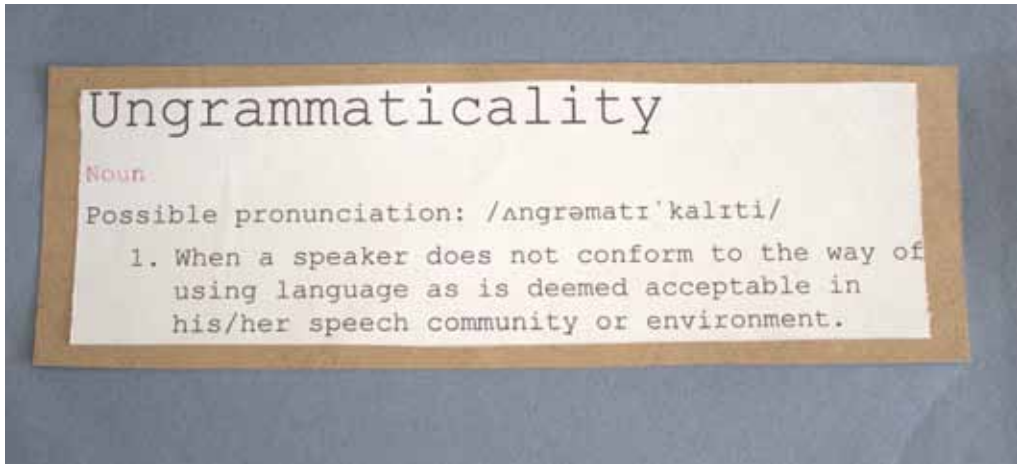 Ungrammaticality
Noun
Possible pronunciation: /ʌngrəmatɪˈkalɪti/
1. When a speaker does not conform to the way of
using language as is deemed acceptable in
his/her speech community or environment.